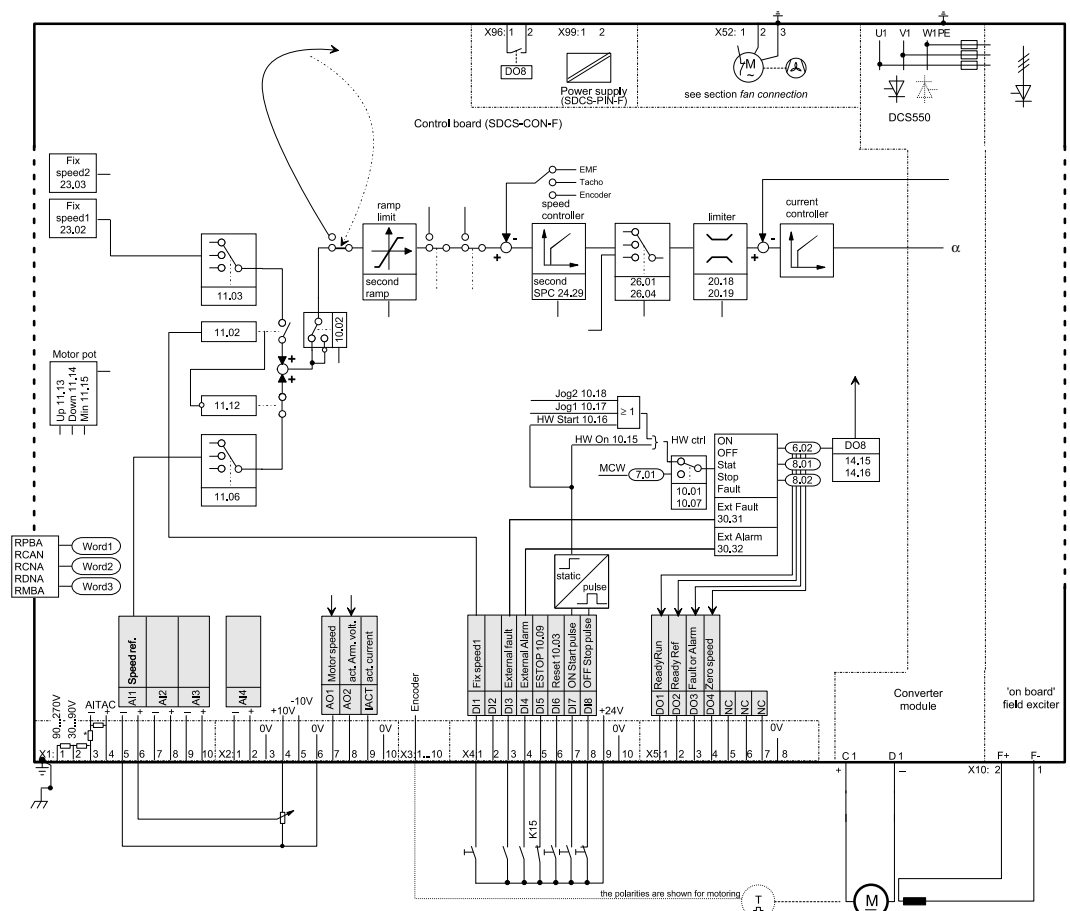 X96: 1 2
DO8
X99: 1 2
Power supply
(SDCS-PIN-F)
X52: 1 2 3
M
~
see section fan connection
U1 V1 W1 PE
DCS550
Control board (SDCS-CON-F)
Fix
speed2
23.03
Fix
speed1
23.02
11.03
11.02
11.12
11.06
+
+
10.02
Motor pot
Up 11.13
Down 11.14
Min 11.15
ramp
limit
second
ramp
EMF
Tacho
Encoder
-
+
speed
controller
second
SPC 24.29
26.01
26.04
limiter
20.18
20.19
-
+
current
controller
α
Jog2 10.18
Jog1 10.17
HW Start 10.16
≥ 1
HW On 10.15
HW ctrl
MCW
7.01
10.01
10.07
ON
OFF
Stat
Stop
Fault
Ext Fault
30.31
Ext Alarm
30.32
6.02
8.01
8.02
DO8
14.15
14.16
static
pulse
RPBA
RCAN
RCNA
RDNA
RMBA
Word1
Word2
Word3
90...270V
30...90V
AITAC
– +
AI1 Speed ref.
AI2
AI3
– + – + – +
AI4
– +
+10V
-10V
0V
AO1 Motor speed
AO2 act. Arm. volt.
IACT act. current
0V
0V
Encoder
DI1 Fix speed1
DI2
DI3 External fault
DI4 External Alarm
DI5 ESTOP 10.09
DI6 Reset 10.03
DI7 ON Start pulse
DI8 OFF Stop pulse
+24V
0V
DO1 ReadyRun
DO2 Ready Ref
DO3 Fault or Alarm
DO4 Zero speed
NC
NC
NC
0V
Converter
module
'on board'
field exciter
X1: 1 2 3 4 5 6 7 8 9 10
X2: 1 2 3 4 5 6 7 8 9 10
X3:1... 10
X4:1 2 3 4 5 6 7 8 9 10
X5: 1 2 3 4 5 6 7 8
C 1 D 1
+ –
F+ F-
X10: 2 1
K15
the polarities are shown for motoring
T
M